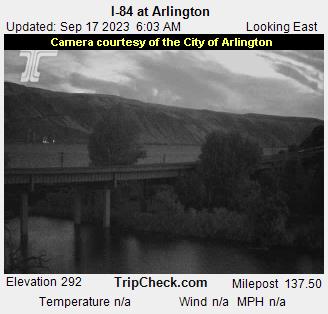 I-84 at Arlington
Updated: Sep 17 2023 6:03 AM Looking East
Camera courtesy of the City of Arlington
Elevation 292 TripCheck.com Milepost 137.50
Temperature n/a Wind n/a MPH n/a